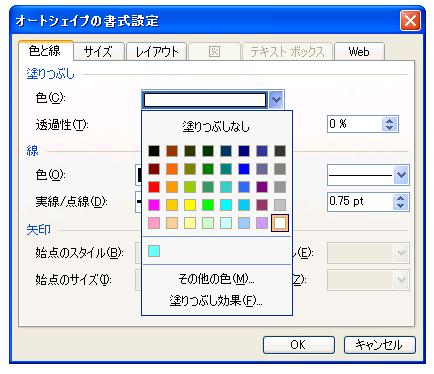 オートシェイプの書式設定
色と線 サイズ レイアウト 図 テキスト ボックス Web
塗りつぶし
色(C):
塗りつぶしなし
透過性(T): 0 %
線
色(O):
実線/点線(D): 0.75 pt
矢印
始点のスタイル(B): ル(E):
始点のサイズ(I): Z):
その他の色(M)...
塗りつぶし効果(F)...
OK キャンセル